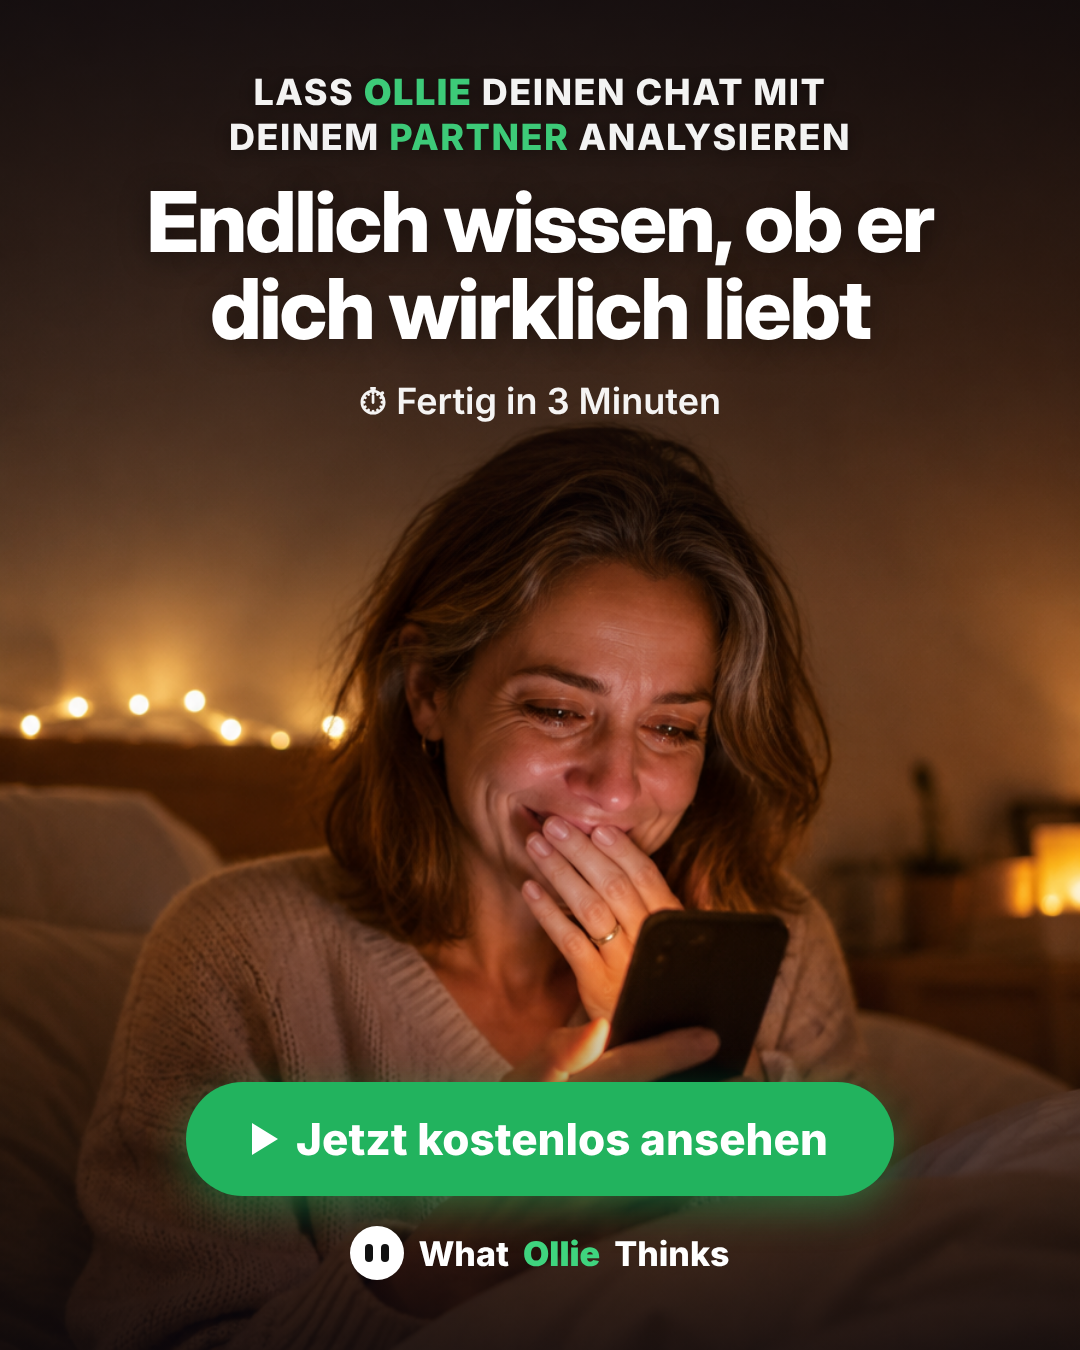 LASS OLLIE DEINEN CHAT MIT
DEINEM PARTNER ANALYSIEREN
Endlich wissen, ob er
dich wirklich liebt
⏱ Fertig in 3 Minuten
▶ Jetzt kostenlos ansehen
What Ollie Thinks